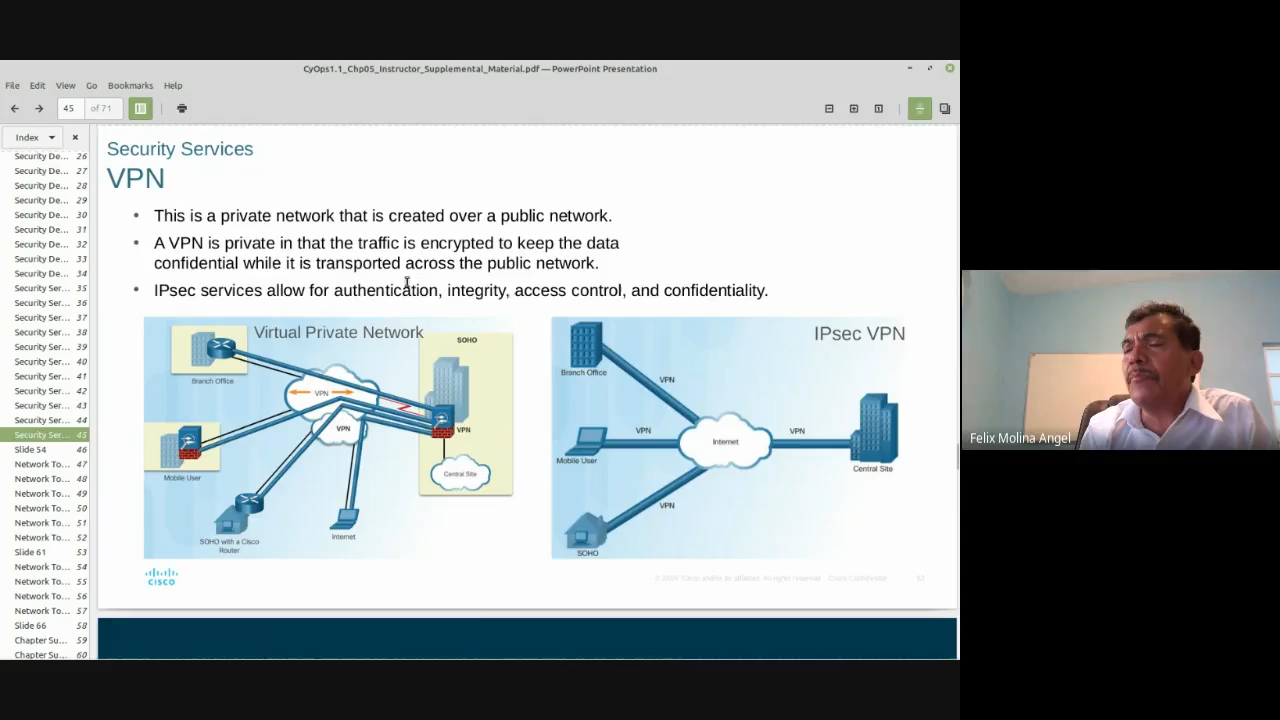 CyOps1.1_Chp05_Instructor_Supplemental_Material.pdf — PowerPoint Presentation
File Edit View Go Bookmarks Help
45 of 71
Index
Security De... 26
Security De... 27
Security De... 28
Security De... 29
Security De... 30
Security De... 31
Security De... 32
Security De... 33
Security De... 34
Security Ser... 35
Security Ser... 36
Security Ser... 37
Security Ser... 38
Security Ser... 39
Security Ser... 40
Security Ser... 41
Security Ser... 42
Security Ser... 43
Security Ser... 44
Security Ser... 45
Slide 54 46
Network To... 47
Network To... 48
Network To... 49
Network To... 50
Network To... 51
Network To... 52
Slide 61 53
Network To... 54
Network To... 55
Network To... 56
Network To... 57
Slide 66 58
Chapter Su... 59
Chapter Su... 60
Security Services
VPN
• This is a private network that is created over a public network.
• A VPN is private in that the traffic is encrypted to keep the data
confidential while it is transported across the public network.
• IPsec services allow for authentication, integrity, access control, and confidentiality.
Virtual Private Network
SOHO
Branch Office
VPN
VPN
VPN
Mobile User
Central Site
SOHO with a Cisco
Router
Internet
IPsec VPN
Branch Office
VPN
VPN
Internet
VPN
Mobile User
Central Site
VPN
SOHO
CISCO
Cisco Confidential
Felix Molina Angel